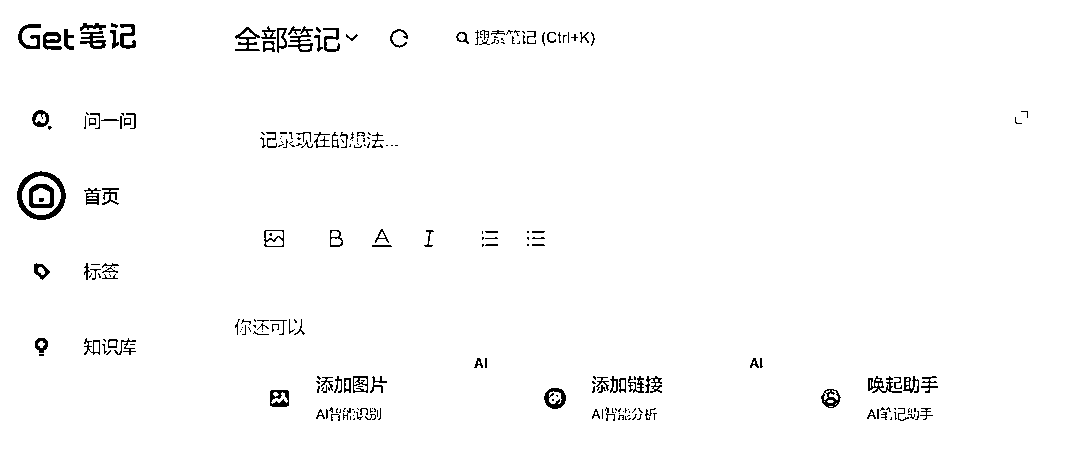 Get笔记
全部笔记
搜索笔记 (Ctrl+K)
问一问
记录现在的想法...
首页
B A I
标签
你还可以
知识库
AI
AI
添加图片
添加链接
唤起助手
AI智能识别
AI智能分析
AI笔记助手